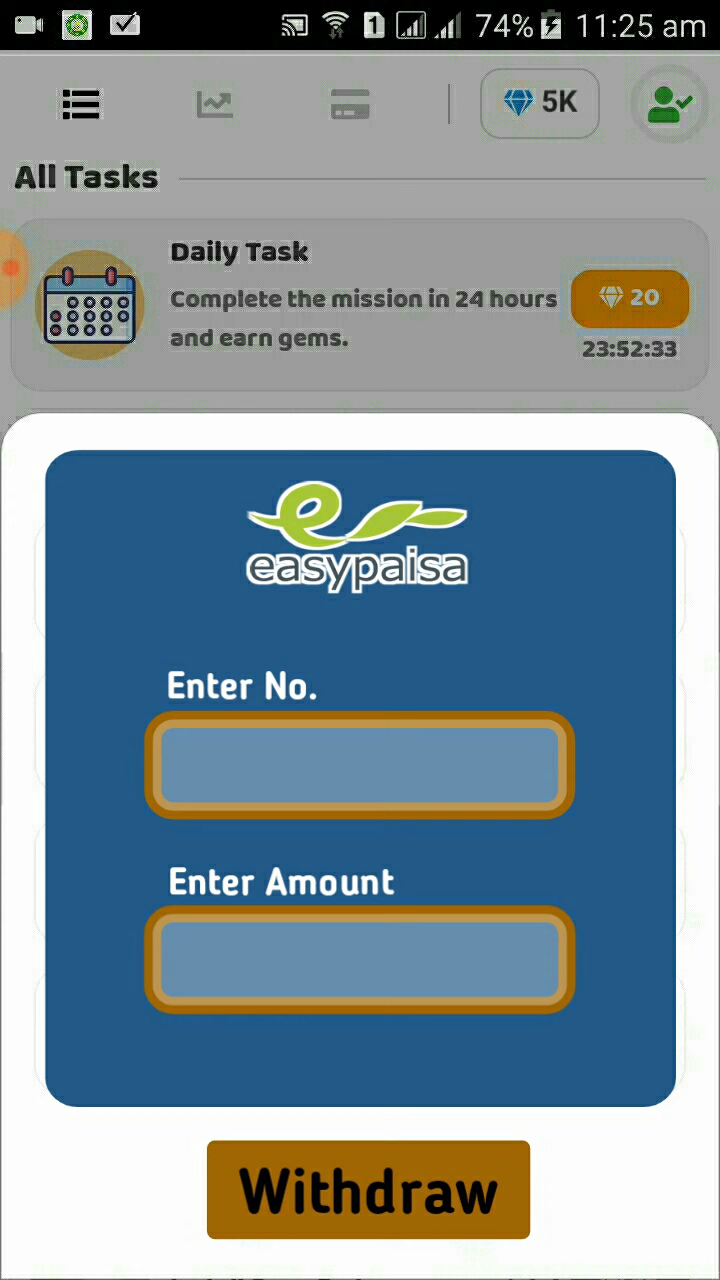 74% 11:25 am
5K
All Tasks
Daily Task
Complete the mission in 24 hours
and earn gems.
20
23:52:33
easypaisa
Enter No.
Enter Amount
Withdraw